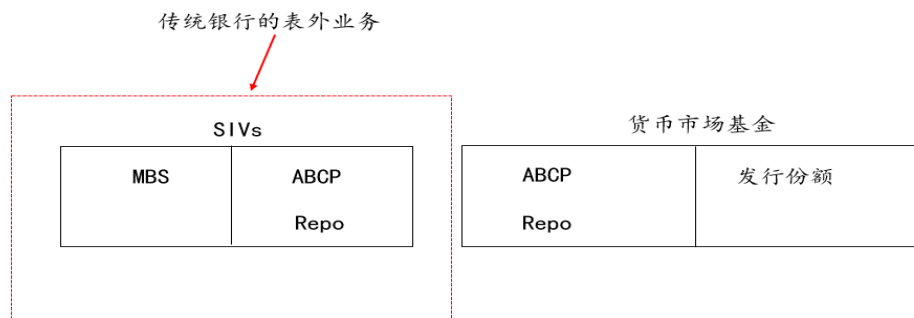 传统银行的表外业务
SIVs
货币市场基金
MBS
ABCP
ABCP
发行份额
Repo
Repo